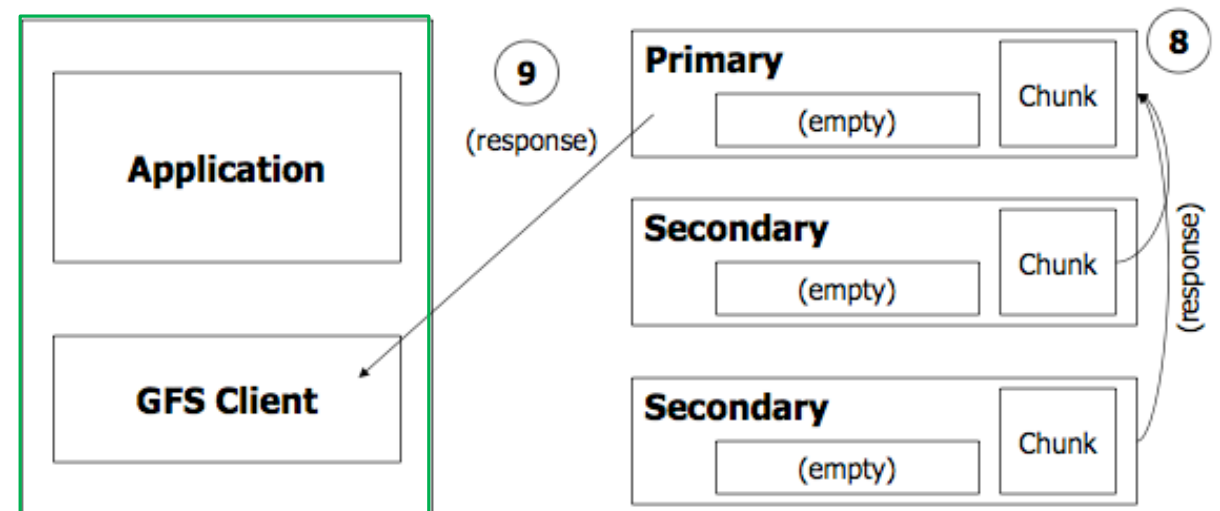 Application
GFS Client
9
(response)
Primary
(empty)
Chunk
8
Secondary
(empty)
Chunk
(response)
Secondary
(empty)
Chunk